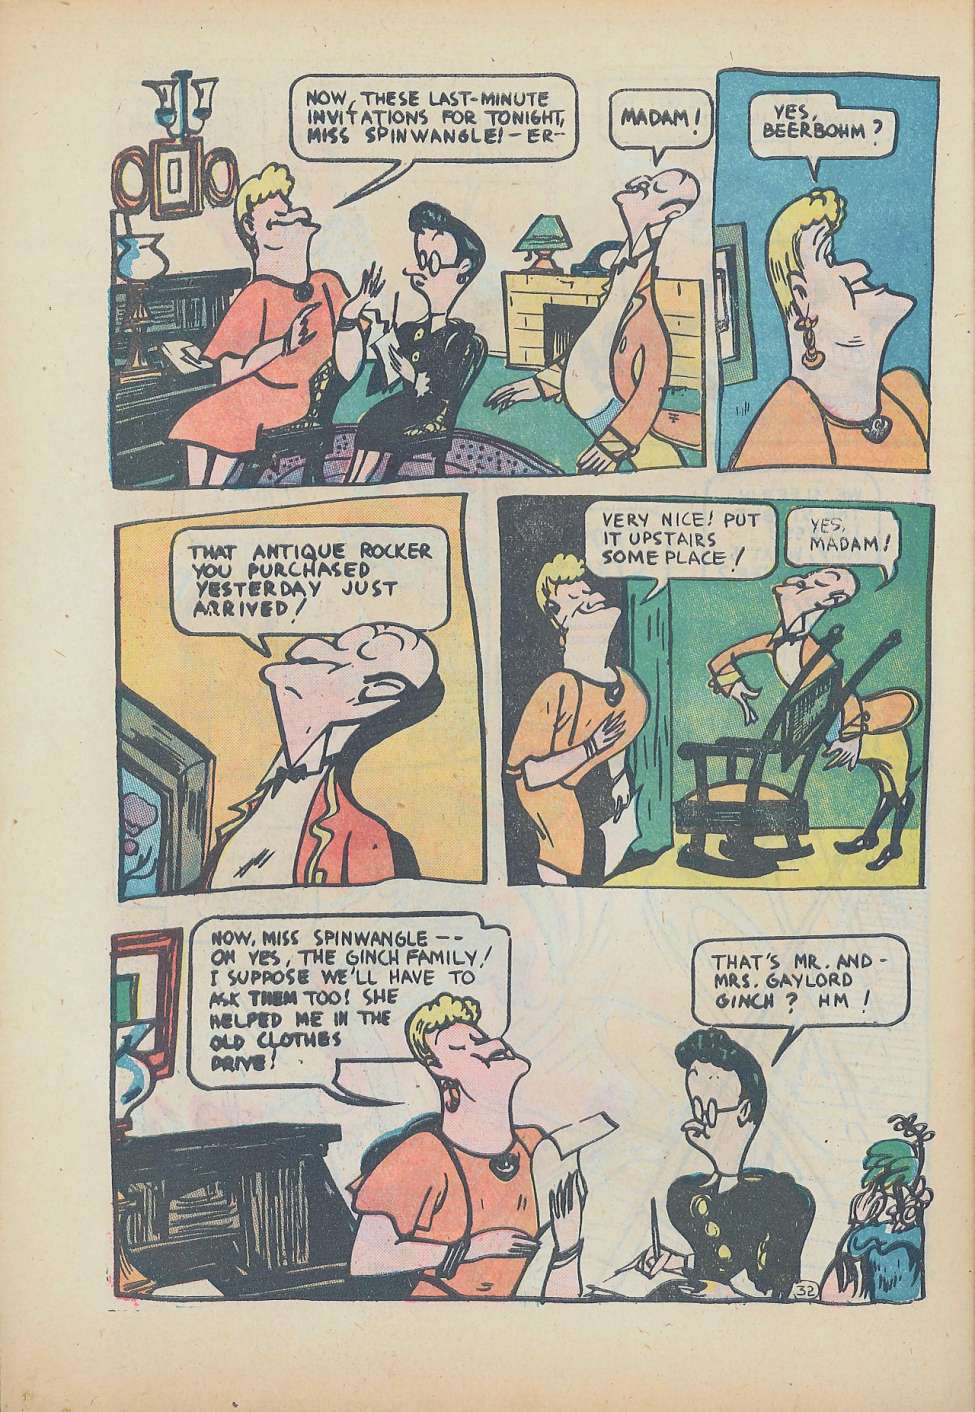 NOW, THESE LAST-MINUTE
INVITATIONS FOR TONIGHT,
MISS SPINWANGLE! - ER--
MADAM!
YES,
BEERBOHM?
THAT ANTIQUE ROCKER
YOU PURCHASED
YESTERDAY JUST
ARRIVED!
VERY NICE! PUT
IT UPSTAIRS
SOME PLACE!
YES,
MADAM!
NOW, MISS SPINWANGLE --
OH YES, THE GINCH FAMILY!
I SUPPOSE WE'LL HAVE TO
ASK THEM TOO! SHE
HELPED ME IN THE
OLD CLOTHES
DRIVE!
THAT'S MR. AND-
MRS. GAYLORD
GINCH? HM!
32